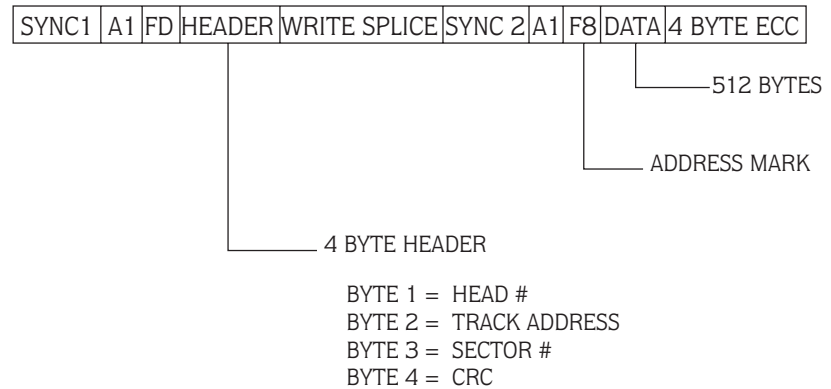 SYNC1 A1 FD HEADER WRITE SPLICE SYNC 2 A1 F8 DATA 4 BYTE ECC
512 BYTES
ADDRESS MARK
4 BYTE HEADER
BYTE 1 = HEAD #
BYTE 2 = TRACK ADDRESS
BYTE 3 = SECTOR #
BYTE 4 = CRC